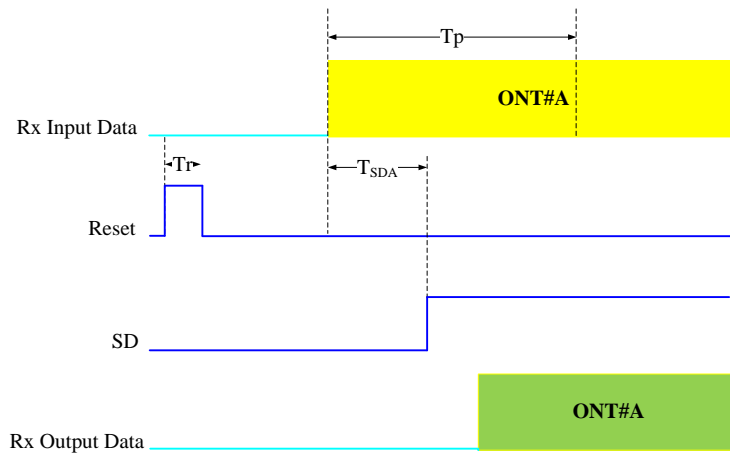 Tp
ONT#A
Rx Input Data
Tr
TSDA
Reset
SD
ONT#A
Rx Output Data